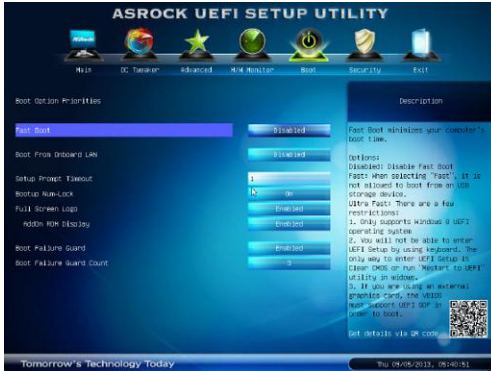 ASROCK UEFI SETUP UTILITY
Main OC Tweaker Advanced H/W Monitor Boot Security Exit
Boot Option Priorities
Fast Boot Disabled
Boot From Onboard LAN Disabled
Setup Prompt Timeout 1
Bootup Num-Lock On
Full Screen Logo Enabled
AddOn ROM Display Enabled
Boot Failure Guard Enabled
Boot Failure Guard Count 3
Description
Fast Boot minimizes your computer's
boot time.
Options:
Disabled: Disable Fast Boot
Fast: When selecting "Fast", it is
not allowed to boot from an USB
storage device.
Ultra Fast: There are a few
restrictions:
1. Only supports Windows 8 UEFI
operating system
2. You will not be able to enter
UEFI Setup by using keyboard. The
only way to enter UEFI Setup is
Clear CMOS or run 'Restart to UEFI'
utility in
3. If you are using an external
graphics card, the VBIOS
must support UEFI GOP in
order to boot.
Get details via QR code
Tomorrow's Technology Today
Thu 09/05/2013, 05:40:51